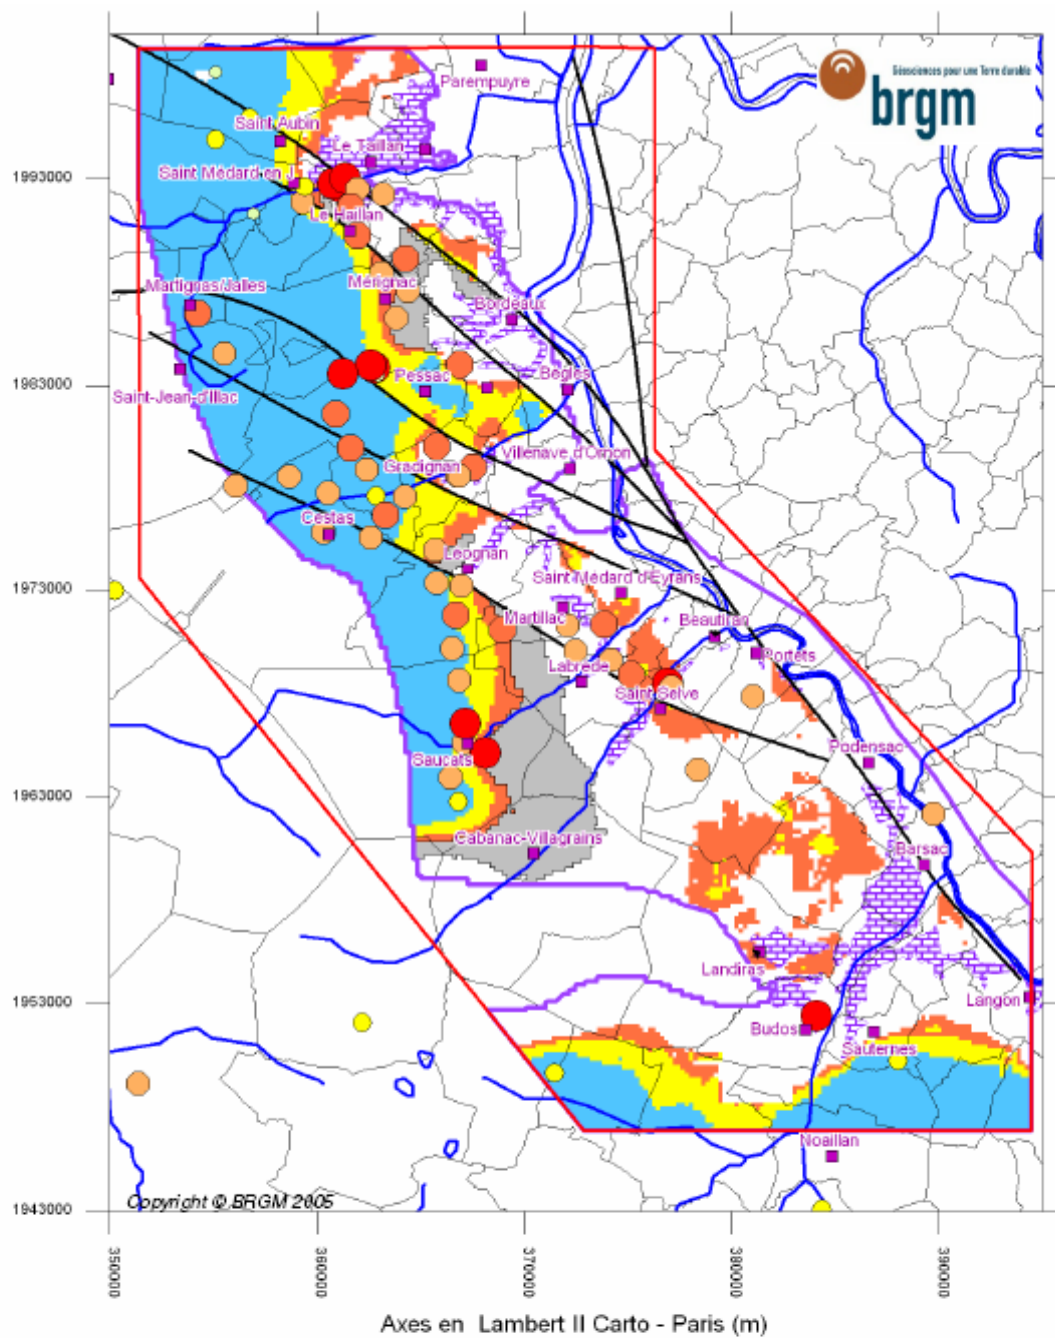 Géosciences pour une Terre durable
brgm
Parempuyre
Saint Aubin
Le Taillan
1993000
Saint Médard en J
Le Haillan
Martignas/Jalles
Mérignac
Bordeaux
1983000
Pessac
Bègles
Saint-Jean-d'Illac
Gradignan
Villenave d'Ornon
Cestas
Léognan
1973000
Saint Médard d'Eyrans
Martillac
Beautiran
Labrède
Portets
Saint Selve
Podensac
Saucats
1963000
Cabanac-Villagrains
Barsac
Landiras
1953000
Langon
Budos
Sauternes
Noaillan
Copyright © BRGM 2005
1943000
350000
360000
370000
380000
390000
Axes en Lambert II Carto - Paris (m)